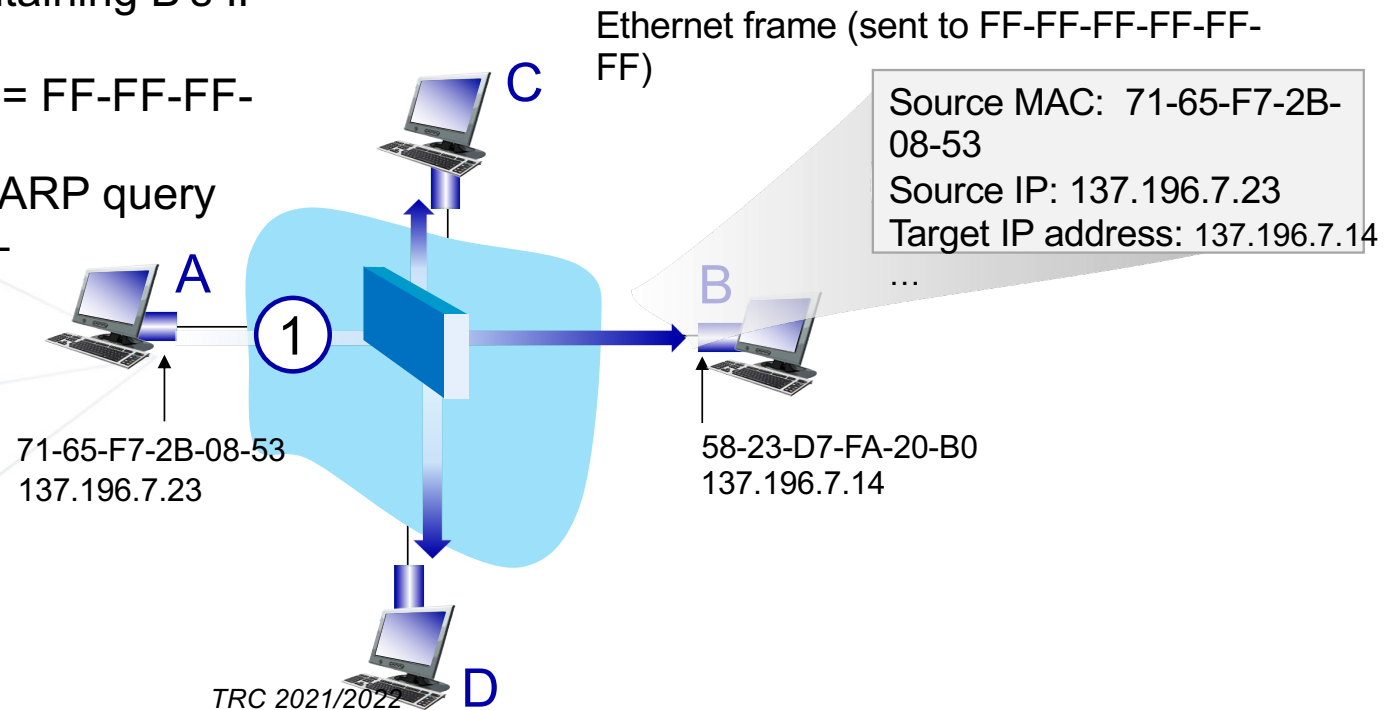 taining B's IP
= FF-FF-FF-
ARP query
Ethernet frame (sent to FF-FF-FF-FF-FF-
FF)
Source MAC: 71-65-F7-2B-
08-53
Source IP: 137.196.7.23
Target IP address: 137.196.7.14
…
C
A
B
1
71-65-F7-2B-08-53
137.196.7.23
58-23-D7-FA-20-B0
137.196.7.14
D
TRC 2021/2022